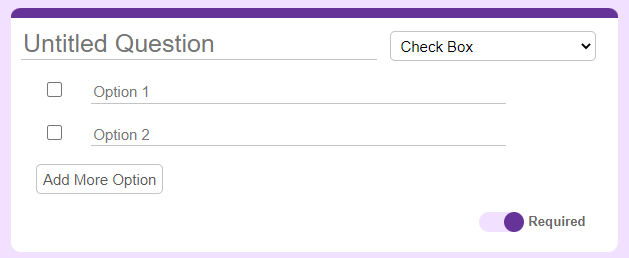 Untitled Question
Check Box
Option 1
Option 2
Add More Option
Required